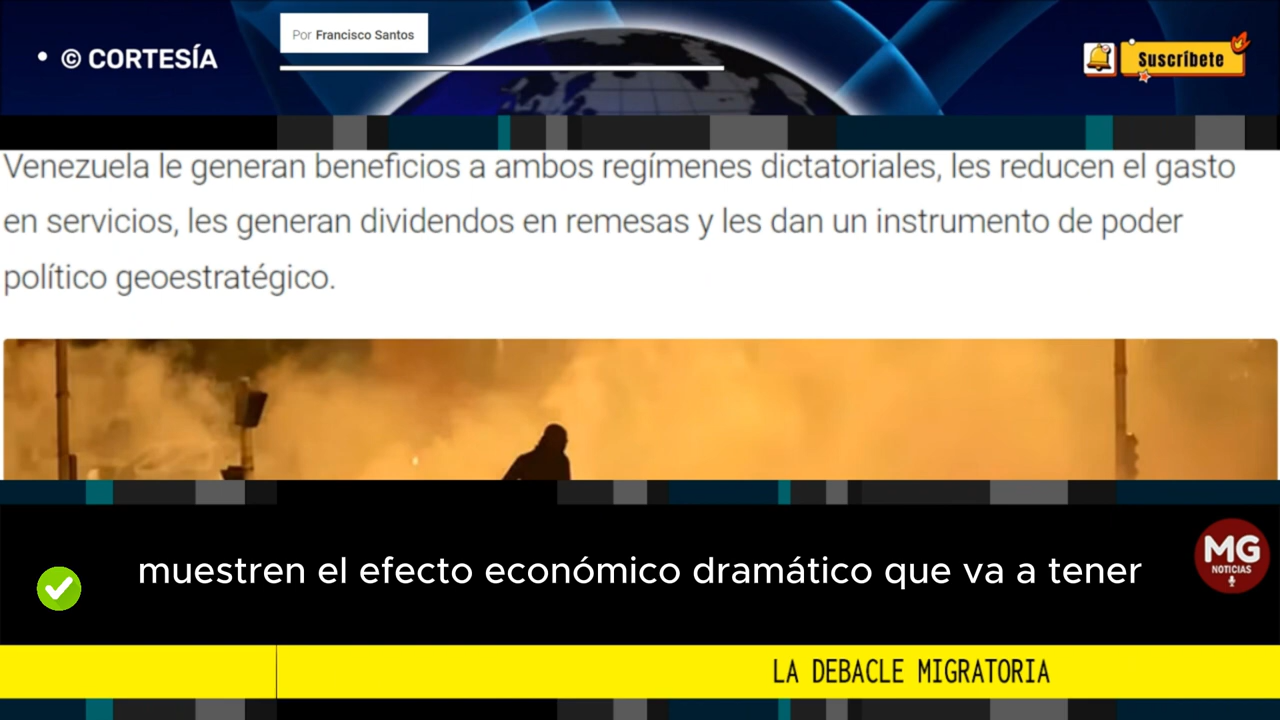 Por Francisco Santos
• © CORTESÍA
Suscríbete
Venezuela le generan beneficios a ambos regímenes dictatoriales, les reducen el gasto
en servicios, les generan dividendos en remesas y les dan un instrumento de poder
político geoestratégico.
muestren el efecto económico dramático que va a tener
MG
NOTICIAS
LA DEBACLE MIGRATORIA